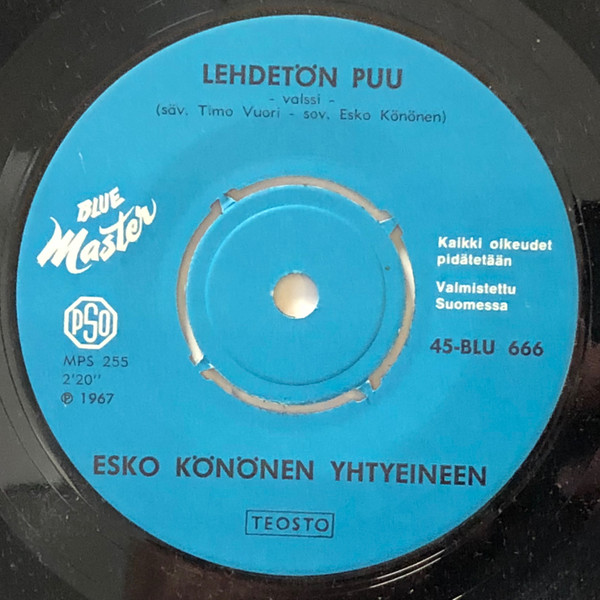 LEHDETÖN PUU
- valssi -
(säv. Timo Vuori - sov. Esko Könönen)
BLUE
Master
Kaikki oikeudet
pidätetään
Valmistettu
Suomessa
PSO
MPS 255
2'20"
℗ 1967
45-BLU 666
ESKO KÖNÖNEN YHTYEINEEN
TEOSTO